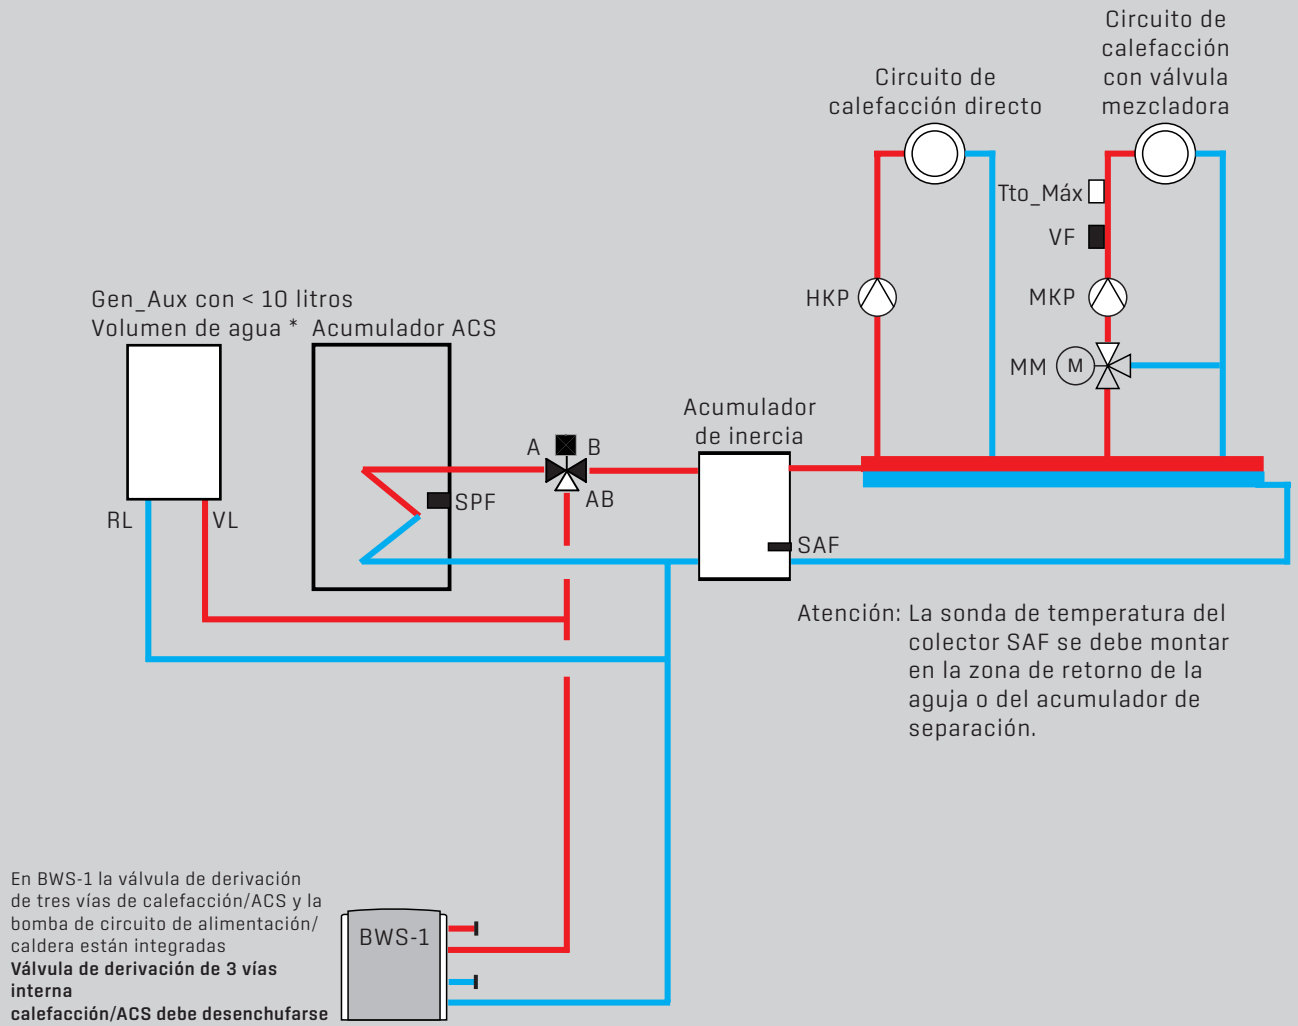 Circuito de
calefacción
con válvula
mezcladora
Circuito de
calefacción directo
Tto_Máx
VF
HKP
MKP
MM
M
Gen_Aux con < 10 litros
Volumen de agua *
Acumulador ACS
Acumulador
de inercia
A
B
AB
SPF
RL
VL
SAF
Atención: La sonda de temperatura del
colector SAF se debe montar
en la zona de retorno de la
aguja o del acumulador de
separación.
En BWS-1 la válvula de derivación
de tres vías de calefacción/ACS y la
bomba de circuito de alimentación/
caldera están integradas
Válvula de derivación de 3 vías
interna
calefacción/ACS debe desenchufarse
BWS-1